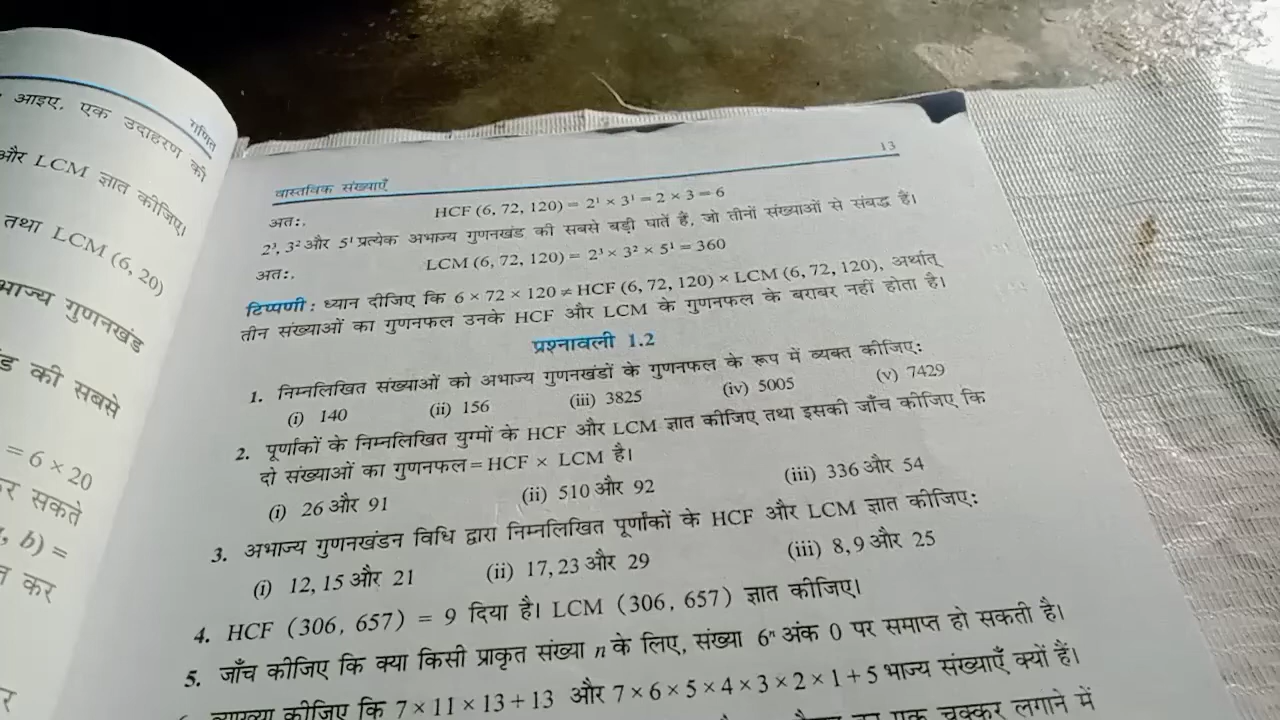 गणित
आइए, एक उदाहरण की
और LCM ज्ञात कीजिए।
तथा LCM (6, 20)
भाज्य गुणनखंड
की सबसे
= 6 × 20
सकते
b) =
कर
13
वास्तविक संख्याएँ
अतः, HCF (6, 72, 120) = 2¹ × 3¹ = 2 × 3 = 6
2³, 3² और 5¹ प्रत्येक अभाज्य गुणनखंड की सबसे बड़ी घातें हैं, जो तीनों संख्याओं से संबद्ध हैं।
अतः, LCM (6, 72, 120) = 2³ × 3² × 5¹ = 360
टिप्पणी : ध्यान दीजिए कि 6 × 72 × 120 ≠ HCF (6, 72, 120) × LCM (6, 72, 120), अर्थात्
तीन संख्याओं का गुणनफल उनके HCF और LCM के गुणनफल के बराबर नहीं होता है।
प्रश्नावली 1.2
1. निम्नलिखित संख्याओं को अभाज्य गुणनखंडों के गुणनफल के रूप में व्यक्त कीजिए:
(i) 140 (ii) 156 (iii) 3825 (iv) 5005 (v) 7429
2. पूर्णांकों के निम्नलिखित युग्मों के HCF और LCM ज्ञात कीजिए तथा इसकी जाँच कीजिए कि
दो संख्याओं का गुणनफल = HCF × LCM है।
(i) 26 और 91 (ii) 510 और 92 (iii) 336 और 54
3. अभाज्य गुणनखंडन विधि द्वारा निम्नलिखित पूर्णांकों के HCF और LCM ज्ञात कीजिए:
(i) 12, 15 और 21 (ii) 17, 23 और 29 (iii) 8, 9 और 25
4. HCF (306, 657) = 9 दिया है। LCM (306, 657) ज्ञात कीजिए।
5. जाँच कीजिए कि क्या किसी प्राकृत संख्या n के लिए, संख्या 6ⁿ अंक 0 पर समाप्त हो सकती है।
व्याख्या कीजिए कि 7 × 11 × 13 + 13 और 7 × 6 × 5 × 4 × 3 × 2 × 1 + 5 भाज्य संख्याएँ क्यों हैं।
एक चक्कर लगाने में